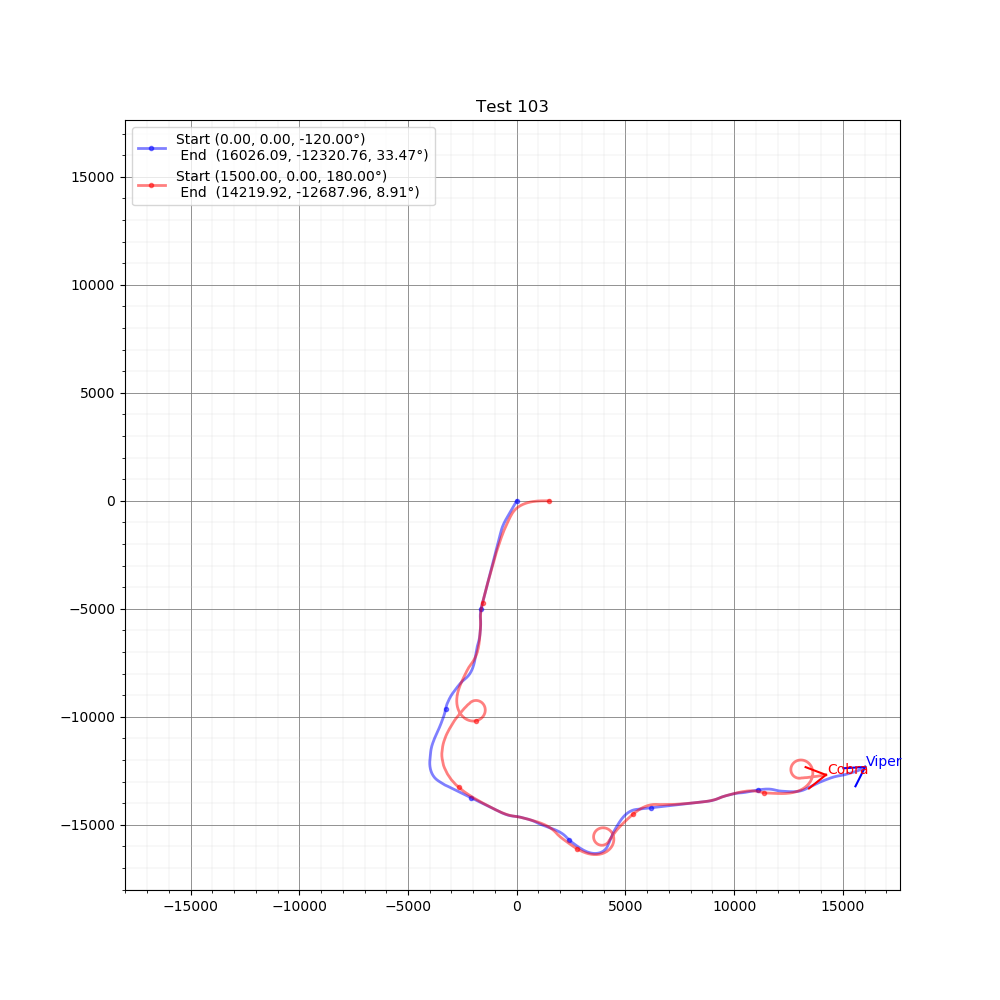 Test 103
Start (0.00, 0.00, -120.00°)
End (16026.09, -12320.76, 33.47°)
Start (1500.00, 0.00, 180.00°)
End (14219.92, -12687.96, 8.91°)
15000
10000
5000
0
−5000
−10000
−15000
Viper
Cobra
−15000 −10000 −5000 0 5000 10000 15000